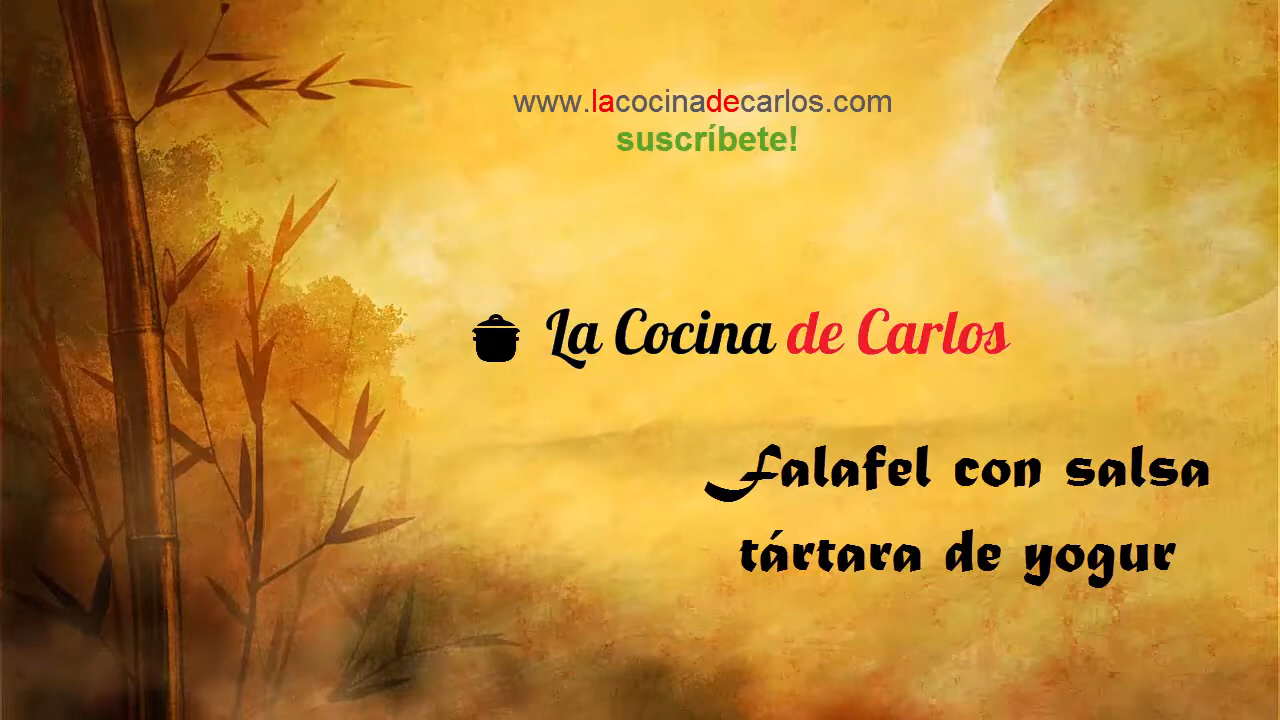 www.lacocinadecarlos.com
suscríbete!
La Cocina de Carlos
Falafel con salsa
tártara de yogur